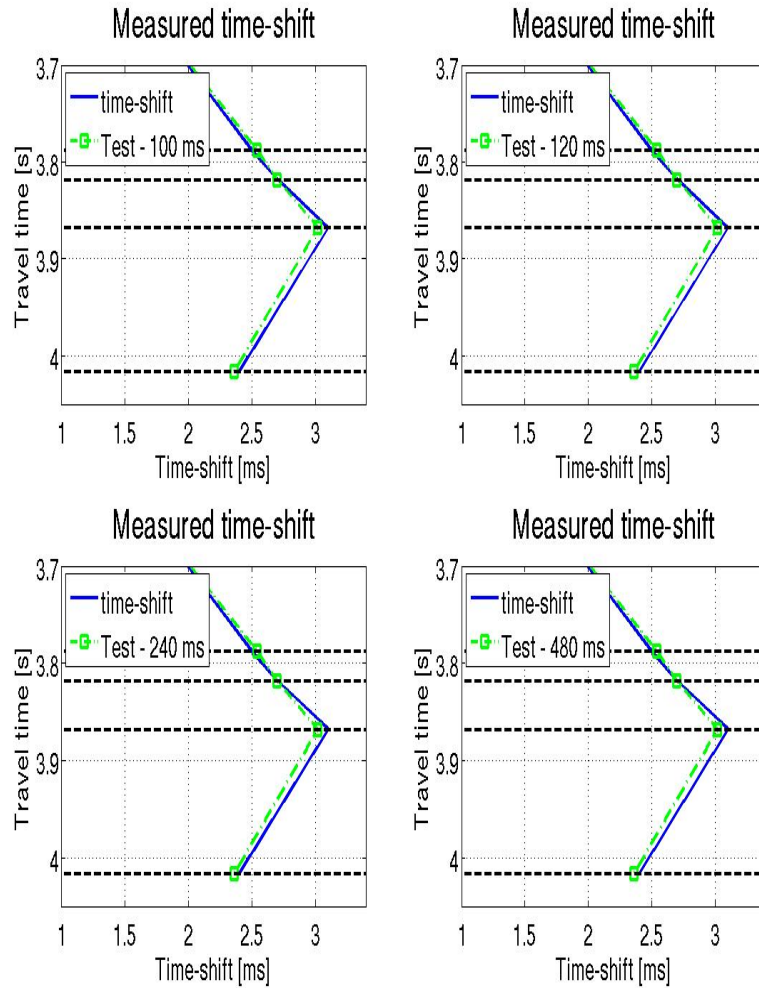 Measured time-shift
3.7
3.8
3.9
4
Travel time [s]
time-shift
Test - 100 ms
1 1.5 2 2.5 3
Time-shift [ms]
Measured time-shift
3.7
3.8
3.9
4
Travel time [s]
time-shift
Test - 120 ms
1 1.5 2 2.5 3
Time-shift [ms]
Measured time-shift
3.7
3.8
3.9
4
Travel time [s]
time-shift
Test - 240 ms
1 1.5 2 2.5 3
Time-shift [ms]
Measured time-shift
3.7
3.8
3.9
4
Travel time [s]
time-shift
Test - 480 ms
1 1.5 2 2.5 3
Time-shift [ms]